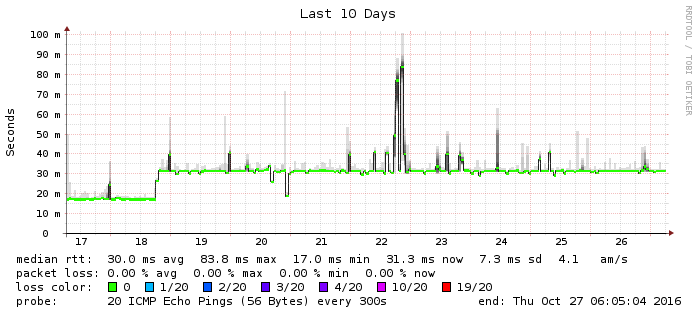 Last 10 Days
RRDTOOL / TOBI OETIKER
Seconds
100 m
90 m
80 m
70 m
60 m
50 m
40 m
30 m
20 m
10 m
0
17 18 19 20 21 22 23 24 25 26
median rtt: 30.0 ms avg 83.8 ms max 17.0 ms min 31.3 ms now 7.3 ms sd 4.1 am/s
packet loss: 0.00 % avg 0.00 % max 0.00 % min 0.00 % now
loss color: 0 1/20 2/20 3/20 4/20 10/20 19/20
probe: 20 ICMP Echo Pings (56 Bytes) every 300s end: Thu Oct 27 06:05:04 2016